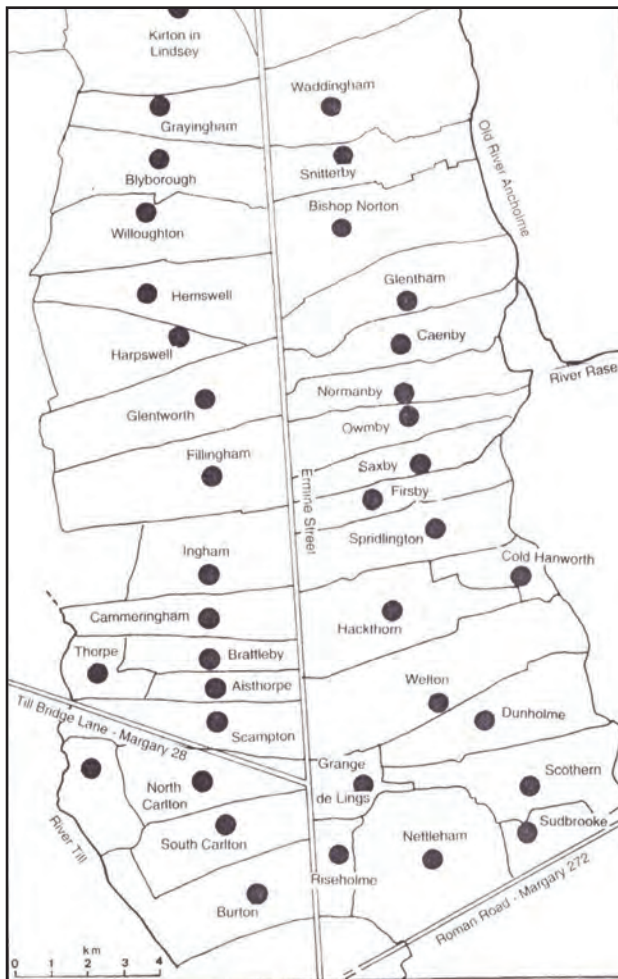 Kirton in
Lindsey
Waddingham
Grayingham
Old River Ancholme
Snitterby
Blyborough
Bishop Norton
Willoughton
Glentham
Hemswell
Caenby
Harpswell
River Rase
Normanby
Glentworth
Owmby
Fillingham
Saxby
Ermine Street
Firsby
Spridlington
Ingham
Cold Hanworth
Cammeringham
Hackthorn
Thorpe
Brattleby
Aisthorpe
Welton
Dunholme
Till Bridge Lane - Margary 28
Scampton
Grange
de Lings
North
Carlton
Scothern
South Carlton
Nettleham
Sudbrooke
River Till
Riseholme
Burton
Roman Road - Margary 272
km
0 1 2 3 4